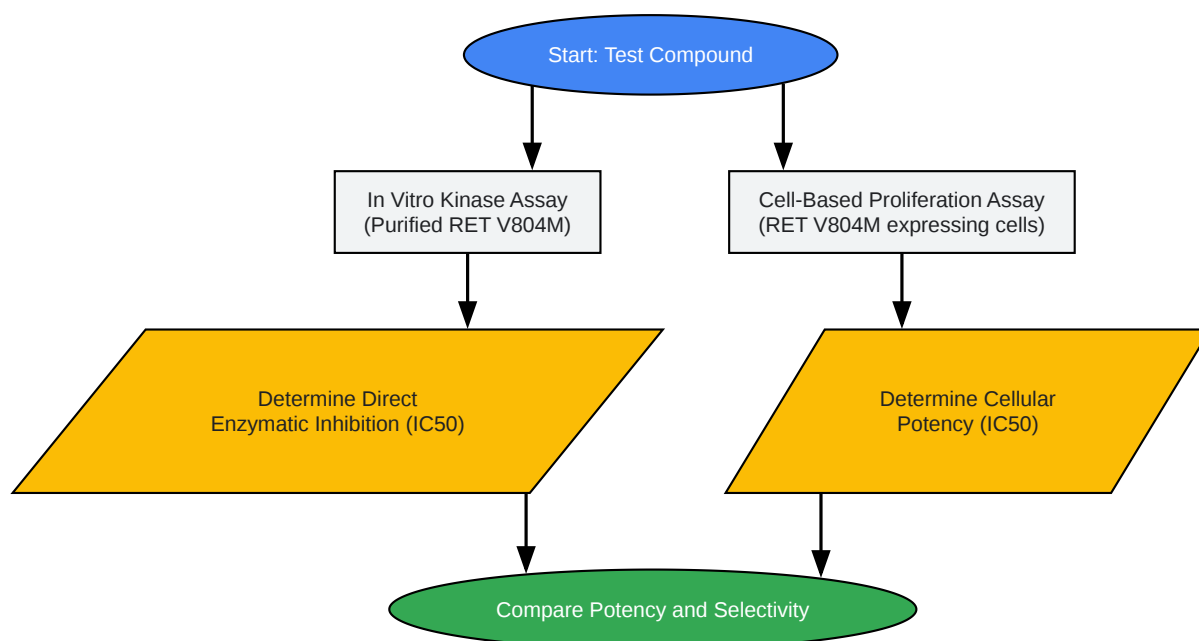 Start: Test Compound
In Vitro Kinase Assay
(Purified RET V804M)
Cell-Based Proliferation Assay
(RET V804M expressing cells)
Determine Direct
Enzymatic Inhibition (IC50)
Determine Cellular
Potency (IC50)
Compare Potency and Selectivity